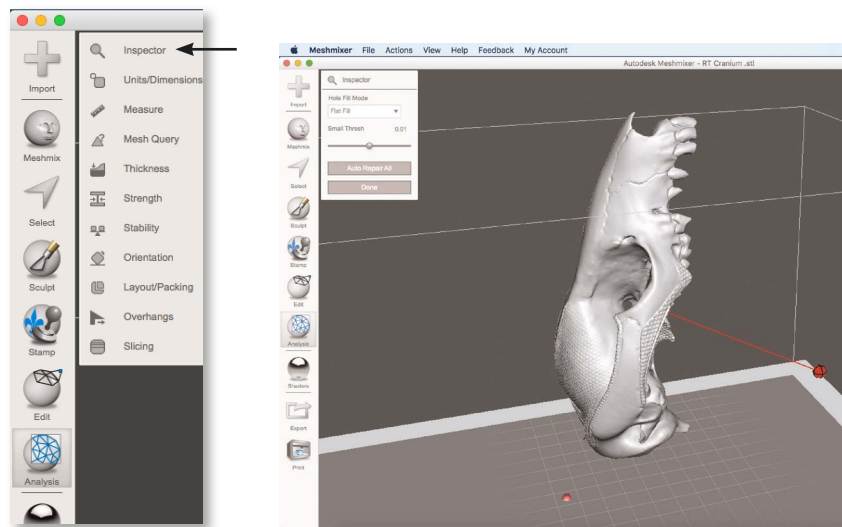 Import
Meshmix
Select
Sculpt
Stamp
Edit
Analysis
Inspector
Units/Dimensions
Measure
Mesh Query
Thickness
Strength
Stability
Orientation
Layout/Packing
Overhangs
Slicing
Meshmixer File Actions View Help Feedback My Account
Autodesk Meshmixer - RT Cranium .stl
Import
Meshmix
Select
Sculpt
Stamp
Edit
Analysis
Shaders
Export
Print
Inspector
Hole Fill Mode
Flat Fill
Small Thresh 0.01
Auto Repair All
Done